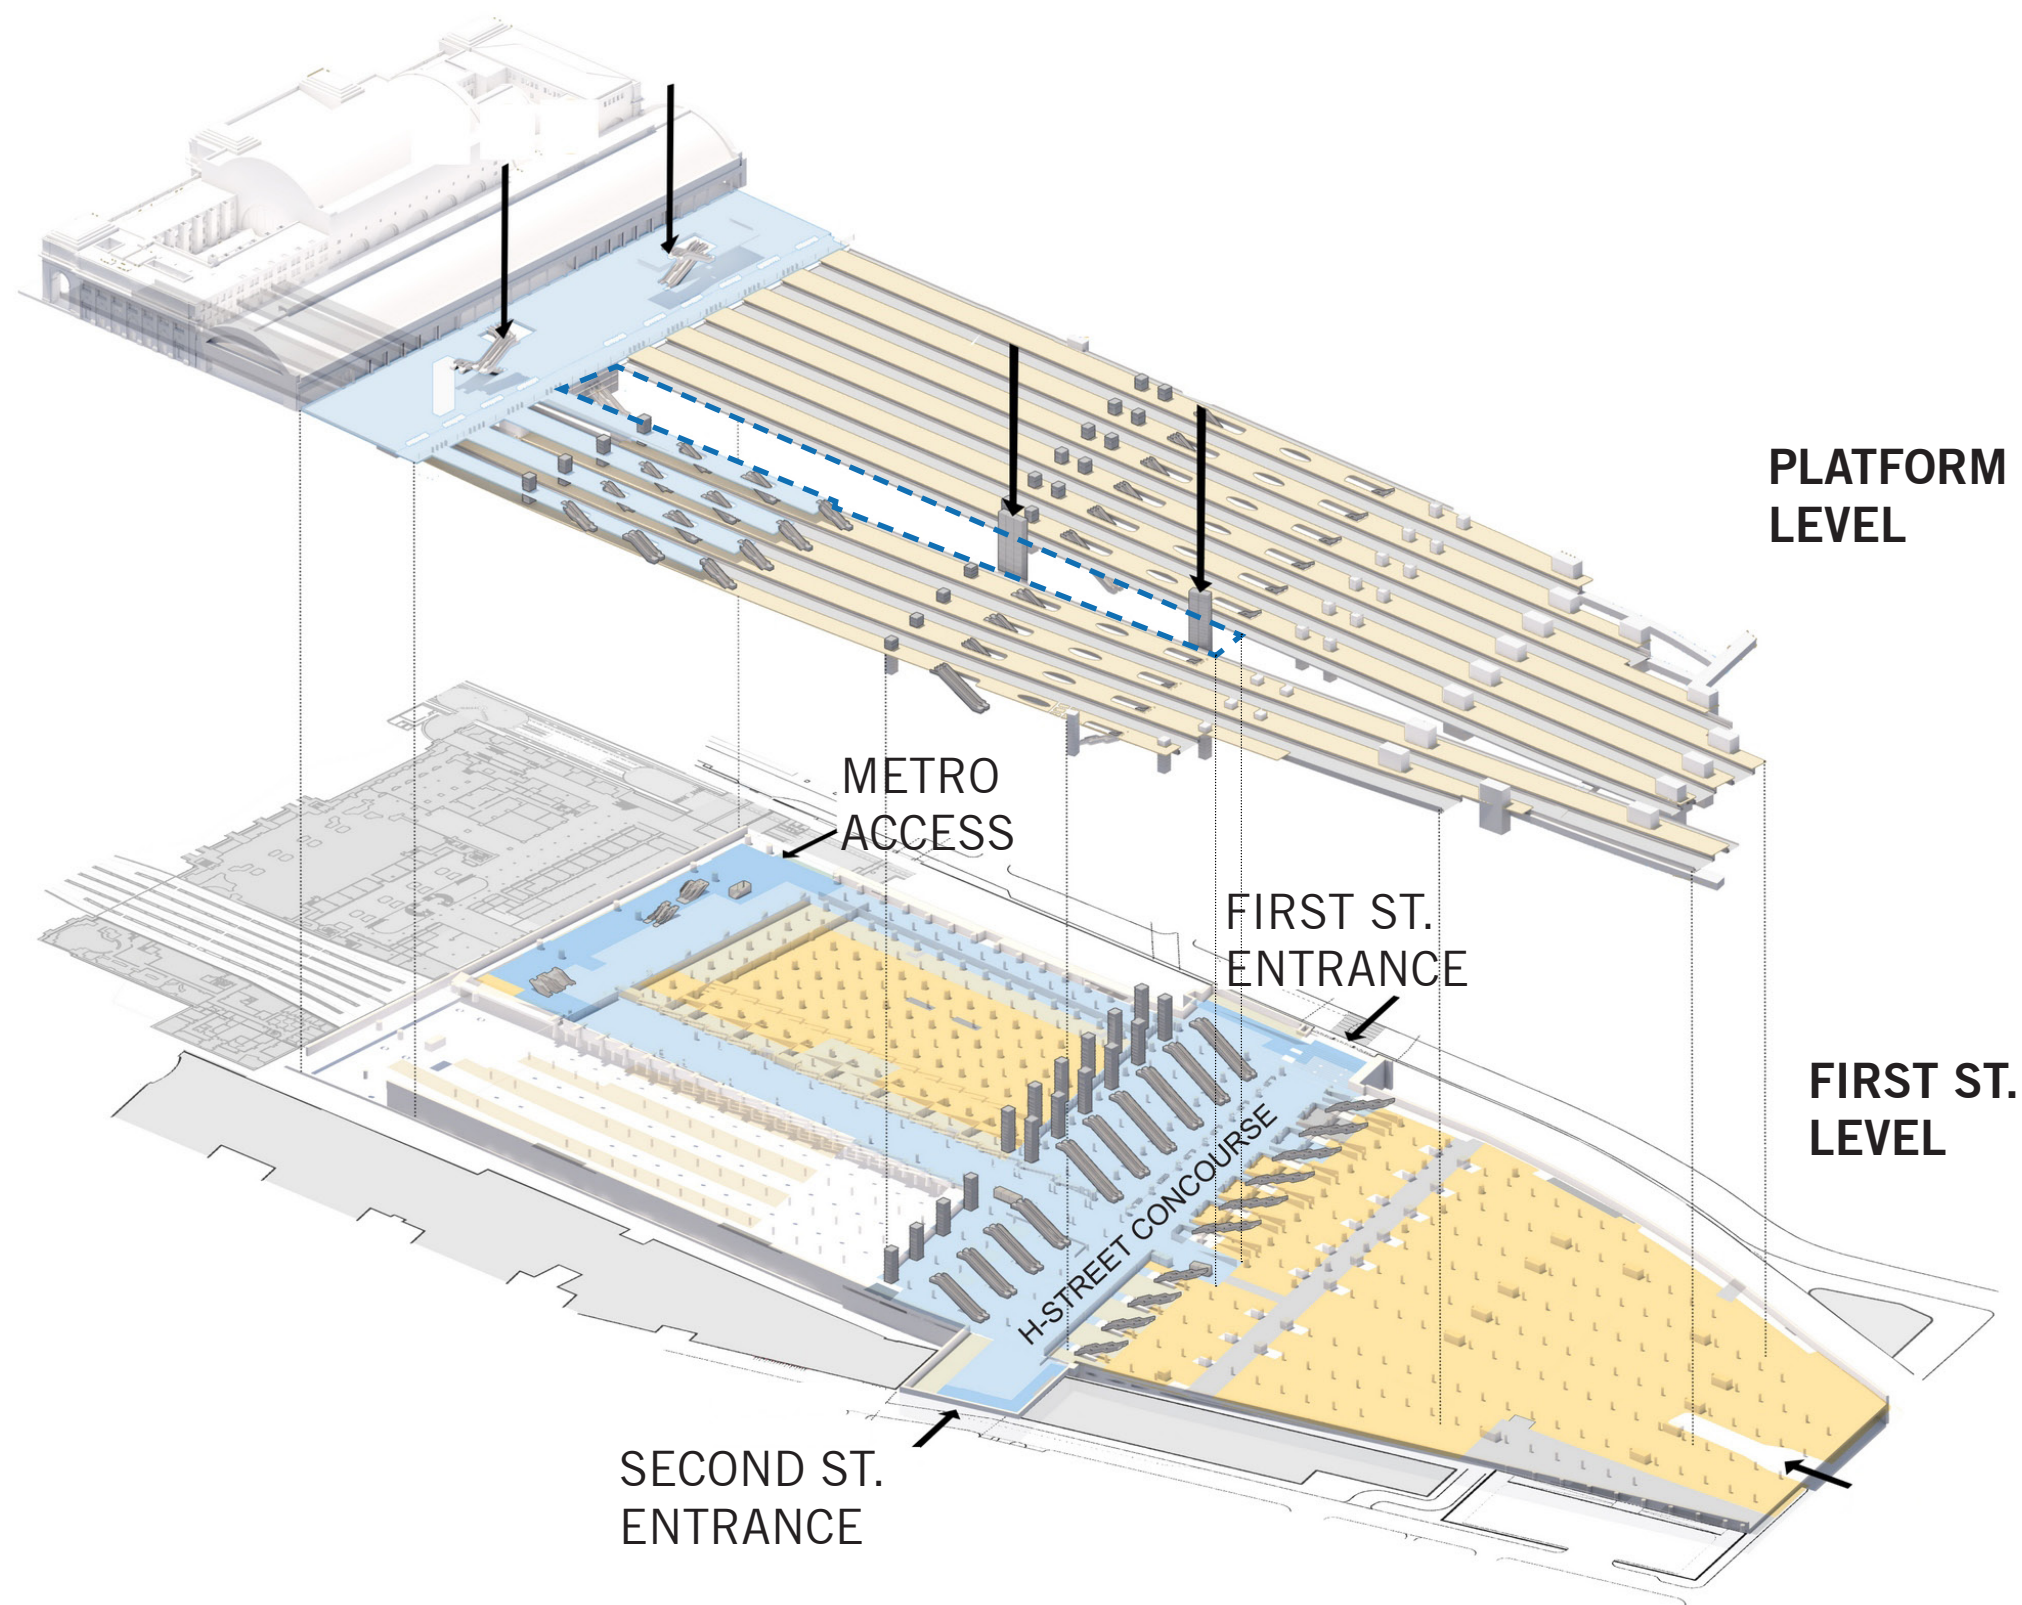 PLATFORM
LEVEL
METRO
ACCESS
FIRST ST.
ENTRANCE
FIRST ST.
LEVEL
H-STREET CONCOURSE
SECOND ST.
ENTRANCE